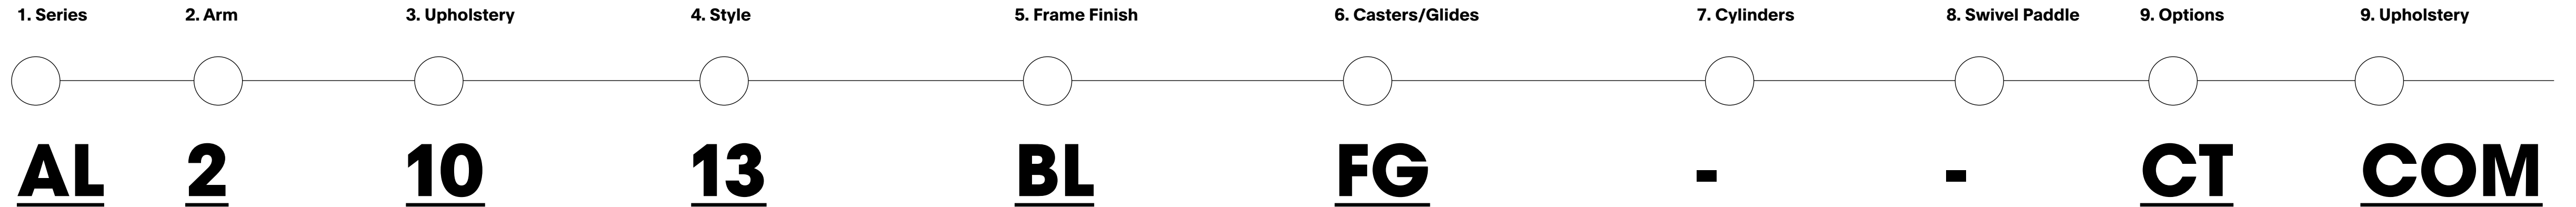 1. Series 2. Arm 3. Upholstery 4. Style 5. Frame Finish 6. Casters/Glides 7. Cylinders 8. Swivel Paddle 9. Options 9. Upholstery
AL 2 10 13 BL FG - - CT COM